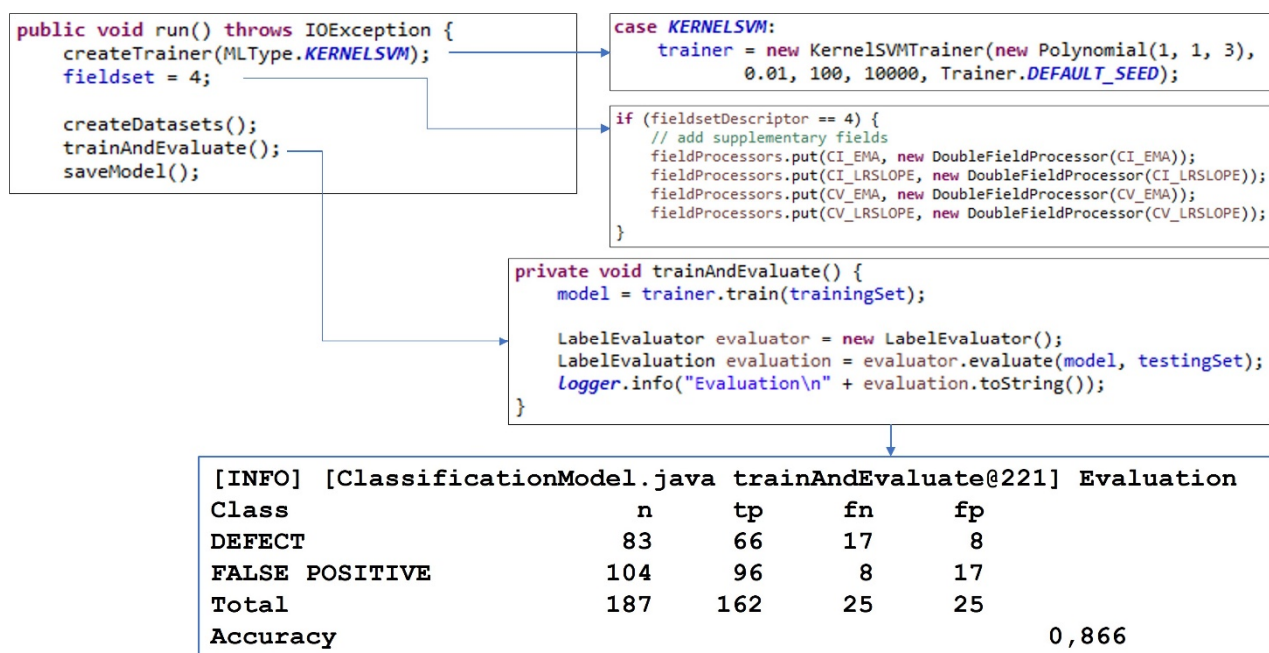 public void run() throws IOException {
createTrainer(MLType.KERNELSVM);
fieldset = 4;
createDatasets();
trainAndEvaluate();
saveModel();
case KERNELSVM:
trainer = new KernelSVMTrainer(new Polynomial(1, 1, 3),
0.01, 100, 10000, Trainer.DEFAULT_SEED);
if (fieldsetDescriptor == 4) {
// add supplementary fields
fieldProcessors.put(CI_EMA, new DoubleFieldProcessor(CI_EMA));
fieldProcessors.put(CI_LRSLOPE, new DoubleFieldProcessor(CI_LRSLOPE));
fieldProcessors.put(CV_EMA, new DoubleFieldProcessor(CV_EMA));
fieldProcessors.put(CV_LRSLOPE, new DoubleFieldProcessor(CV_LRSLOPE));
}
private void trainAndEvaluate() {
model = trainer.train(trainingSet);
LabelEvaluator evaluator = new LabelEvaluator();
LabelEvaluation evaluation = evaluator.evaluate(model, testingSet);
logger.info("Evaluation\n" + evaluation.toString());
}
[INFO] [ClassificationModel.java trainAndEvaluate@221] Evaluation
Class n tp fn fp
DEFECT 83 66 17 8
FALSE POSITIVE 104 96 8 17
Total 187 162 25 25
Accuracy 0,866